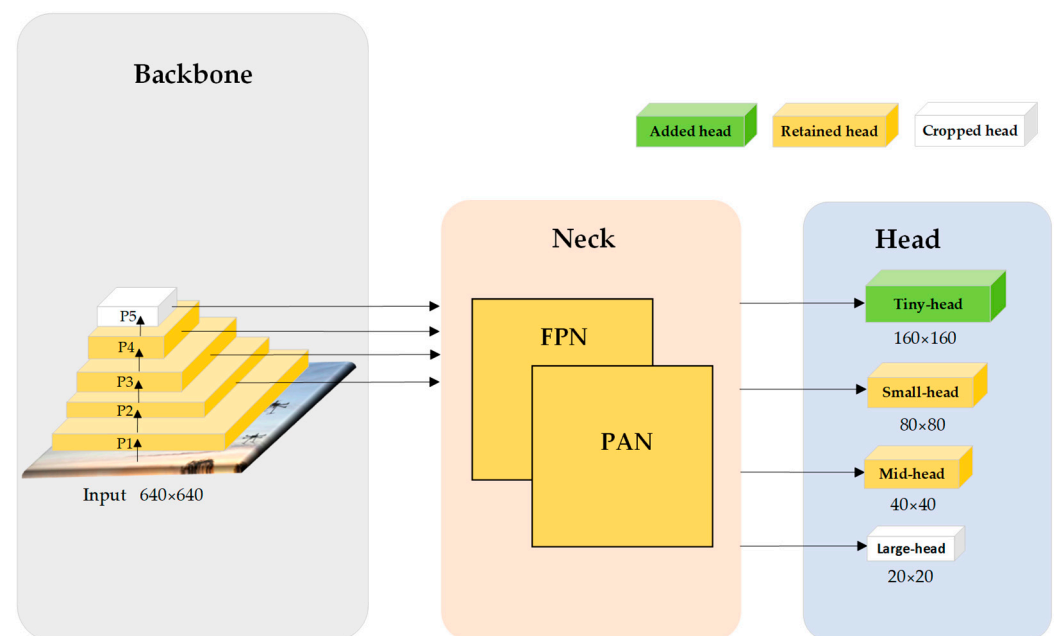 Backbone
Added head
Retained head
Cropped head
Neck
Head
P5
P4
P3
P2
P1
Input 640×640
FPN
PAN
Tiny-head
160×160
Small-head
80×80
Mid-head
40×40
Large-head
20×20